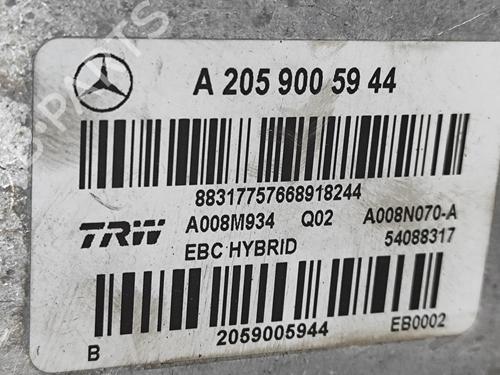 A 205 900 59 44
88317757668918244
TRW A008M934 Q02 A008N070-A
EBC HYBRID 54088317
B 2059005944 EB0002